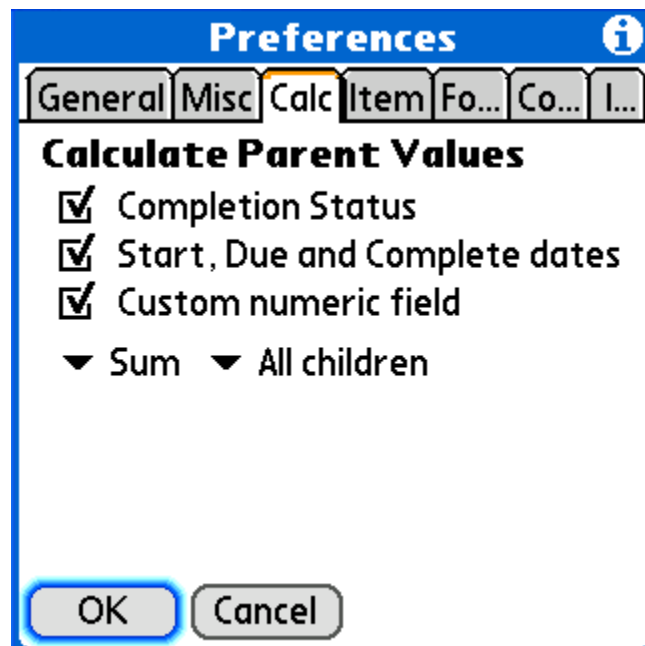 Preferences
General Misc Calc Item Fo... Co... I...
Calculate Parent Values
Completion Status
Start, Due and Complete dates
Custom numeric field
Sum All children
OK Cancel